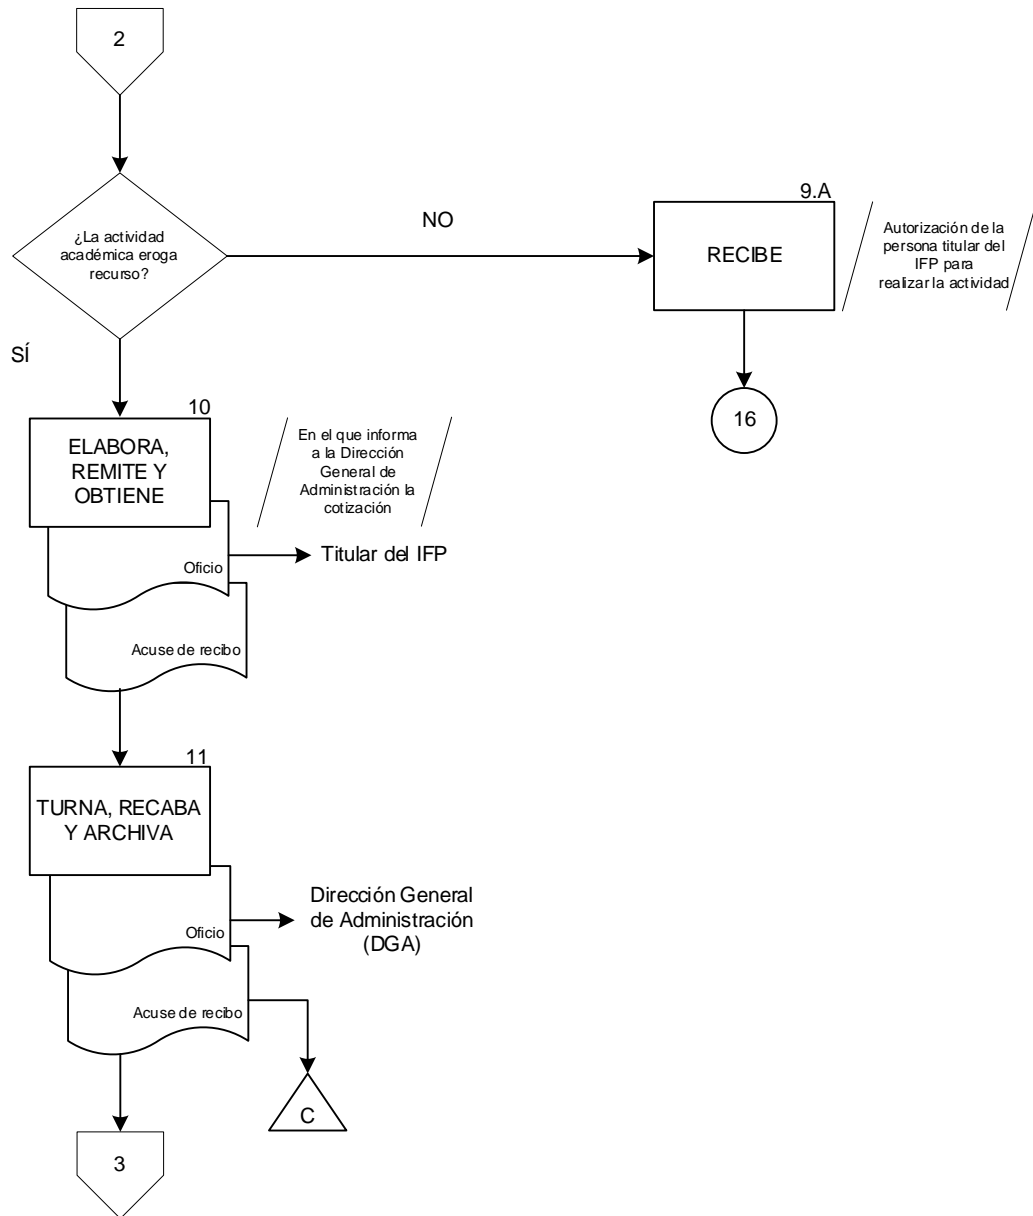 2
¿La actividad
académica eroga
recurso?
NO
9.A
RECIBE
Autorización de la
persona titular del
IFP para
realizar la actividad
16
SÍ
10
ELABORA,
REMITE Y
OBTIENE
En el que informa
a la Dirección
General de
Administración la
cotización
Oficio
Titular del IFP
Acuse de recibo
11
TURNA, RECABA
Y ARCHIVA
Oficio
Dirección General
de Administración
(DGA)
Acuse de recibo
C
3